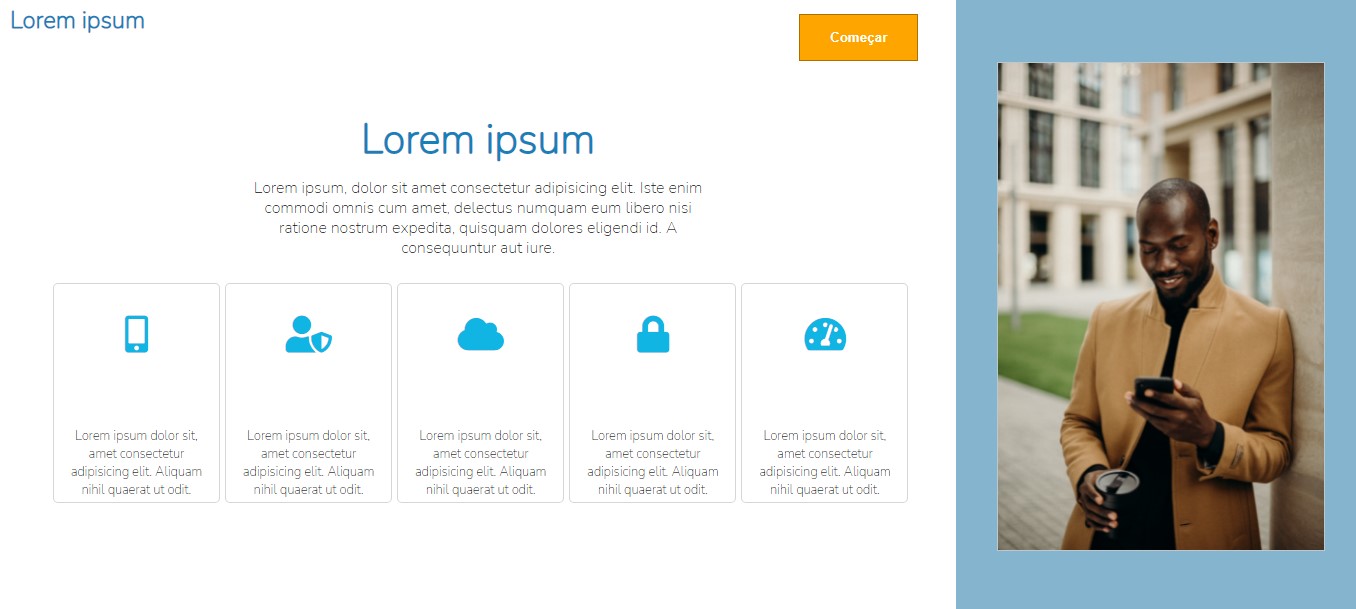 Lorem ipsum
Começar
Lorem ipsum
Lorem ipsum, dolor sit amet consectetur adipisicing elit. Iste enim
commodi omnis cum amet, delectus numquam eum libero nisi
ratione nostrum expedita, quisquam dolores eligendi id. A
consequuntur aut iure.
Lorem ipsum dolor sit,
amet consectetur
adipisicing elit. Aliquam
nihil quaerat ut odit.
Lorem ipsum dolor sit,
amet consectetur
adipisicing elit. Aliquam
nihil quaerat ut odit.
Lorem ipsum dolor sit,
amet consectetur
adipisicing elit. Aliquam
nihil quaerat ut odit.
Lorem ipsum dolor sit,
amet consectetur
adipisicing elit. Aliquam
nihil quaerat ut odit.
Lorem ipsum dolor sit,
amet consectetur
adipisicing elit. Aliquam
nihil quaerat ut odit.